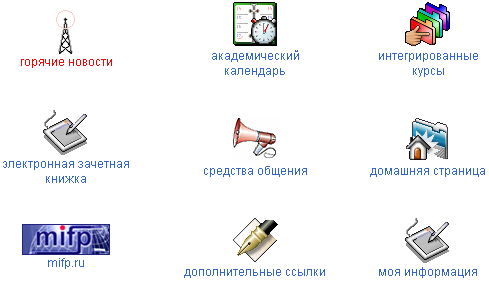 горячие новости
академический
календарь
интегрированные
курсы
электронная зачетная
книжка
средства общения
домашняя страница
mifp
mifp.ru
дополнительные ссылки
моя информация